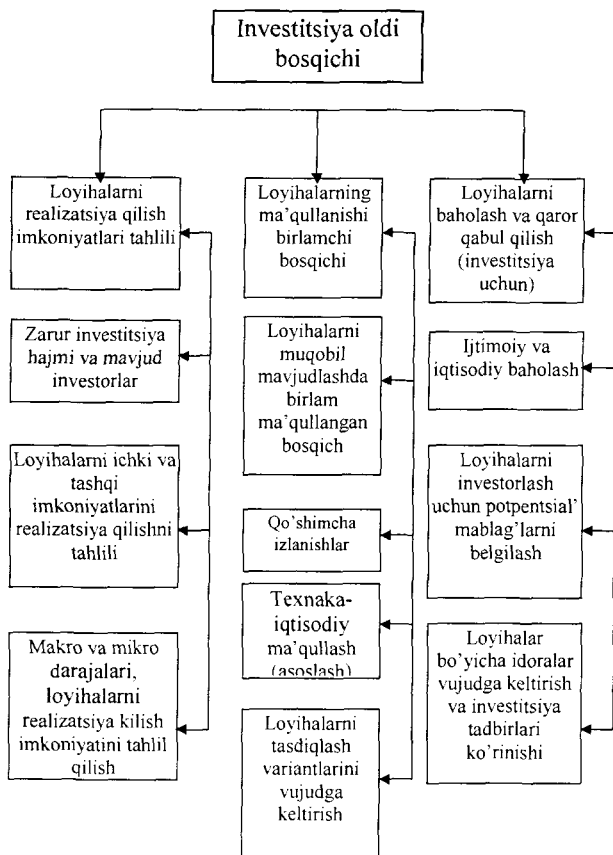 Investitsiya oldi
bosqichi
Loyihalarni
realizatsiya qilish
imkoniyatlari tahlili
Zarur investitsiya
hajmi va mavjud
investorlar
Loyihalarni ichki va
tashqi
imkoniyatlarini
realizatsiya qilishni
tahlili
Makro va mikro
darajalari,
loyihalarni
realizatsiya kilish
imkoniyatini tahlil
qilish
Loyihalarning
ma’qullanishi
birlamchi
bosqichi
Loyihalarni
muqobil
mavjudlashda
birlam
ma’qullangan
bosqich
Qo’shimcha
izlanishlar
Texnaka-
iqtisodiy
ma’qullash
(asoslash)
Loyihalarni
tasdiqlash
variantlarini
vujudga
keltirish
Loyihalarni
baholash va qaror
qabul qilish
(investitsiya
uchun)
Ijtimoiy va
iqtisodiy baholash
Loyihalarni
investorlash
uchun potpentsial’
mablag’larni
belgilash
Loyihalar
bo’yicha idoralar
vujudga keltirish
va investitsiya
tadbirlari
ko’rinishi